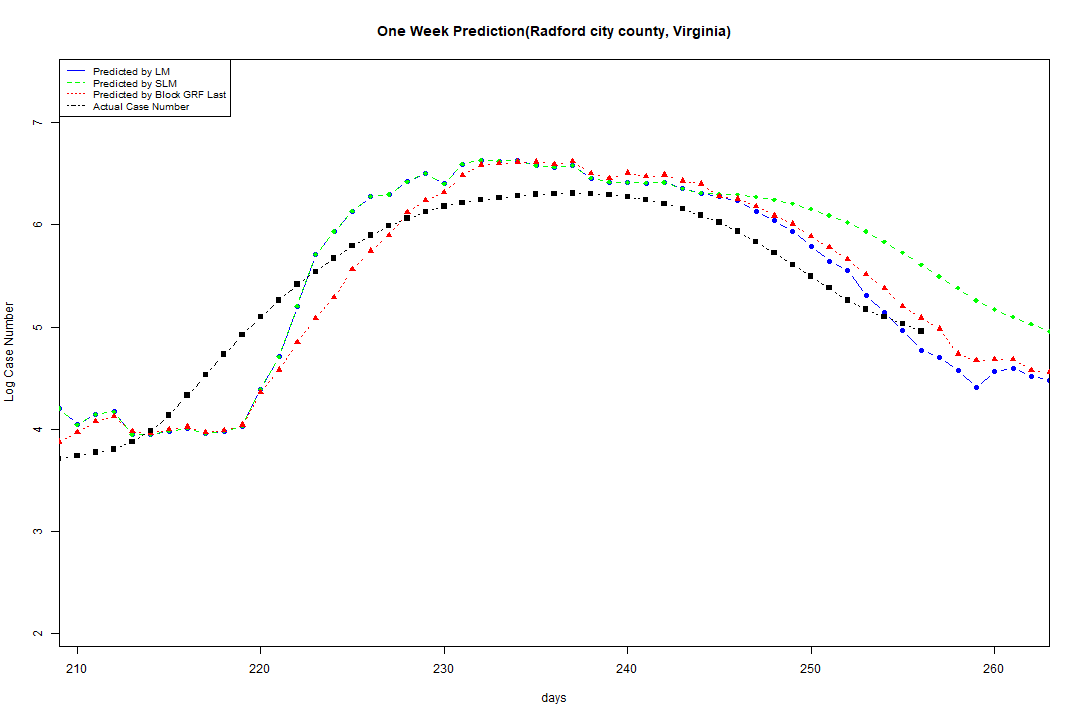 One Week Prediction(Radford city county, Virginia)
Predicted by LM
Predicted by SLM
Predicted by Block GRF Last
Actual Case Number
7
6
5
4
3
2
Log Case Number
210 220 230 240 250 260
days